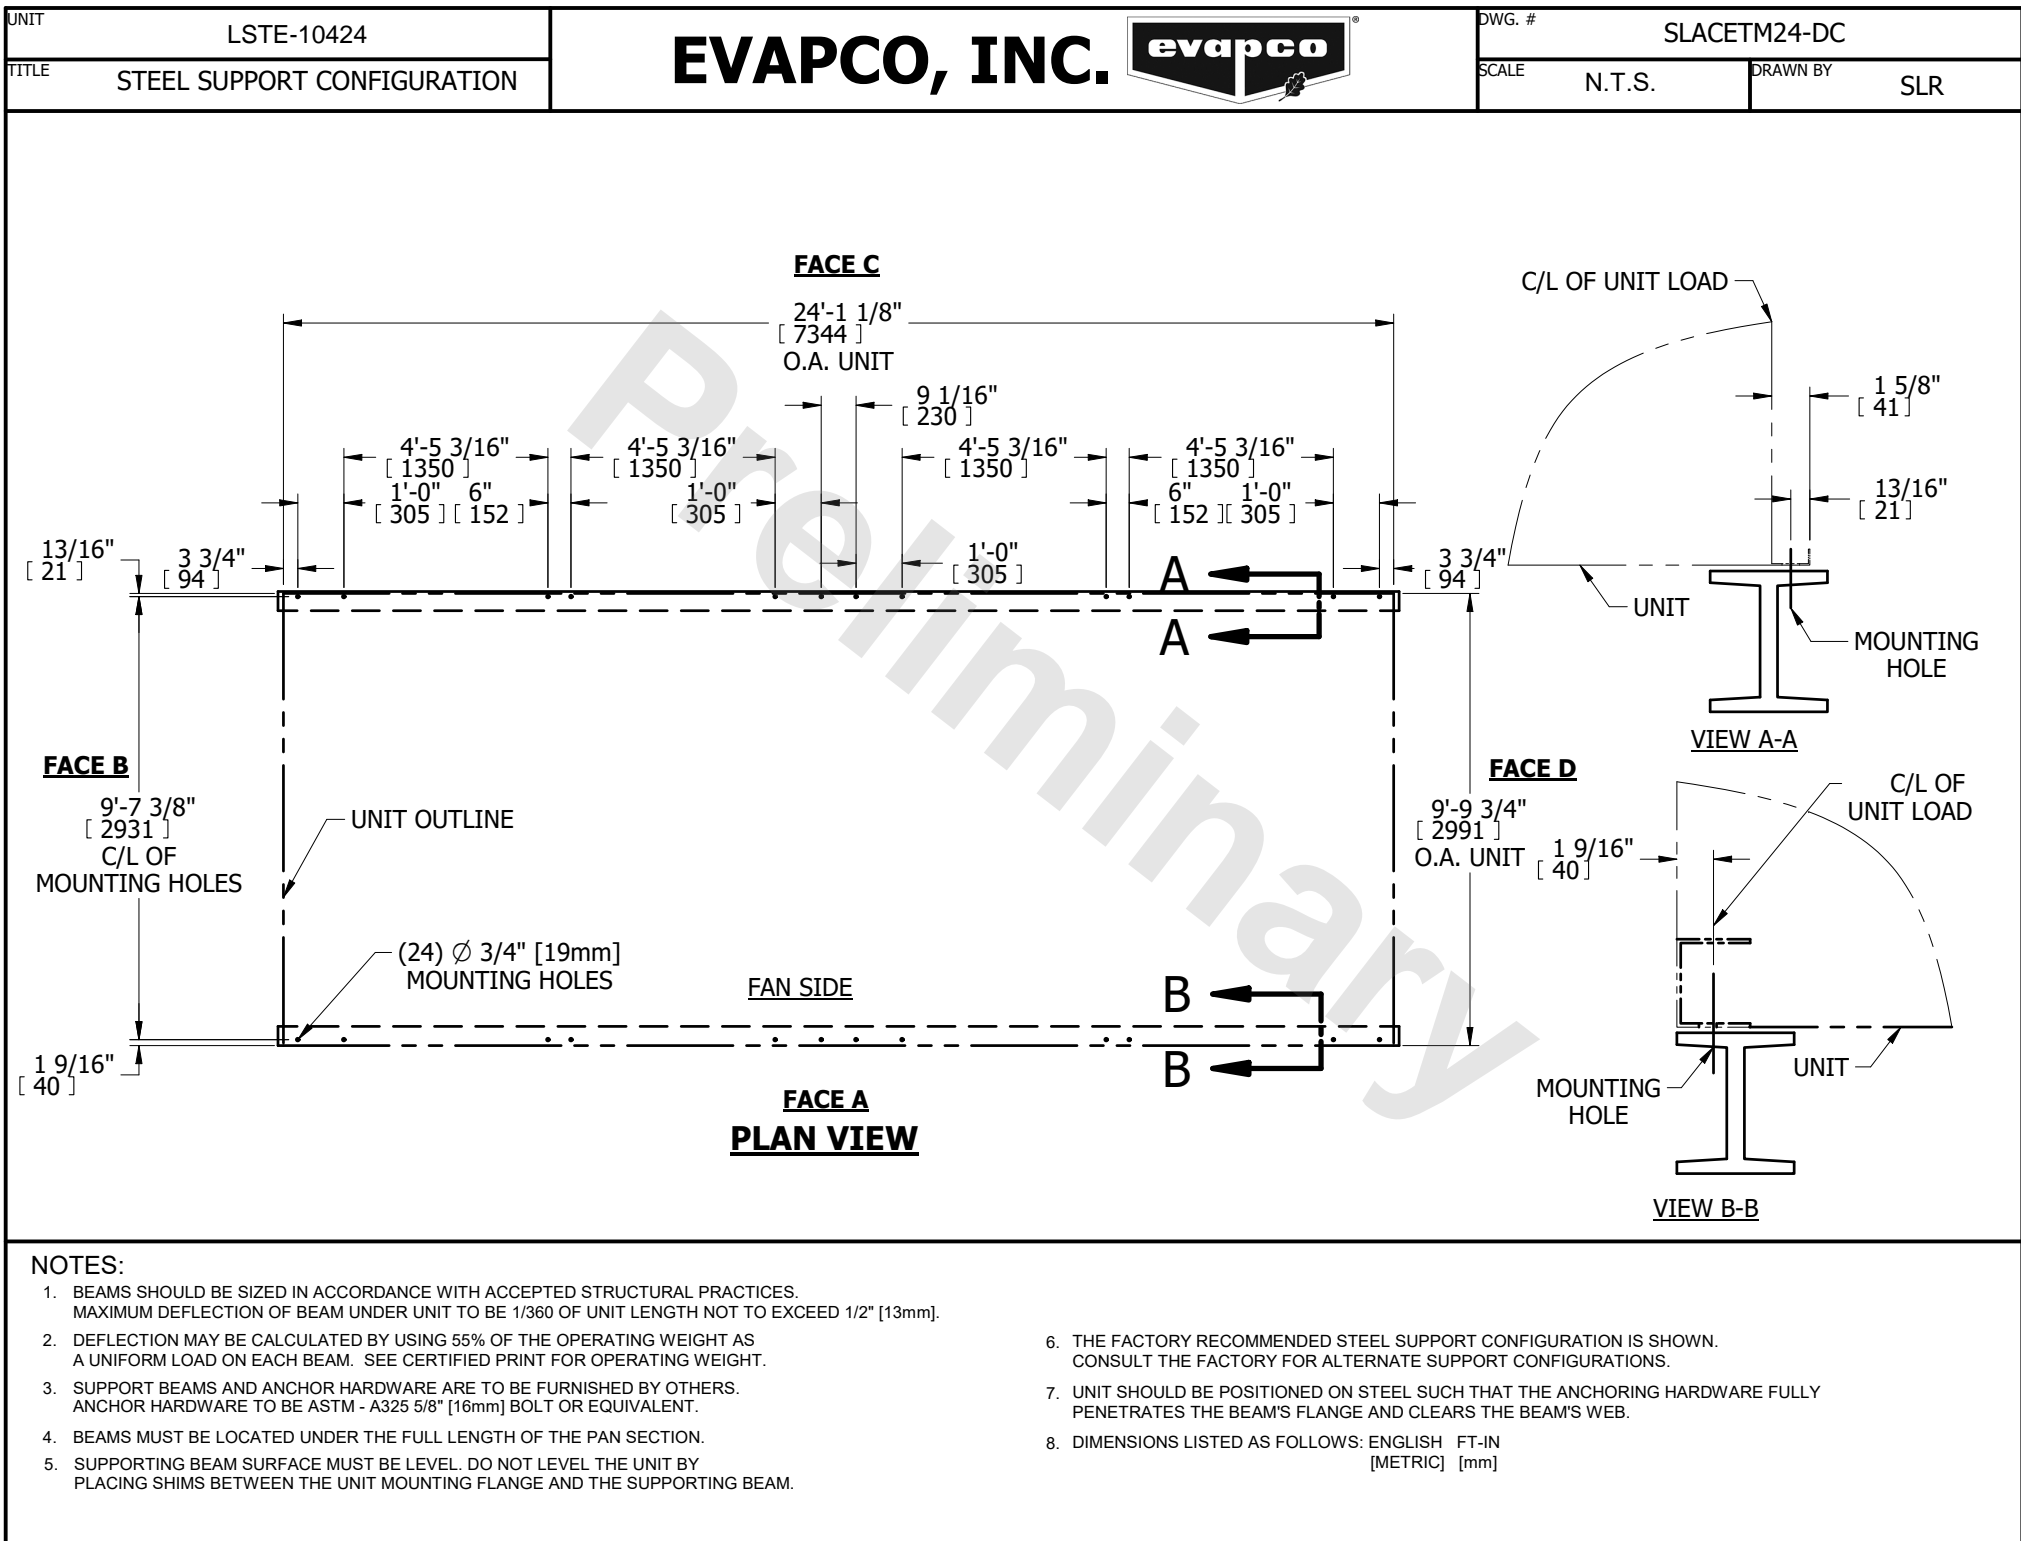 UNIT
LSTE-10424
TITLE
STEEL SUPPORT CONFIGURATION
EVAPCO, INC.
evapco
®
DWG. #
SLACETM24-DC
SCALE
N.T.S.
DRAWN BY
SLR
FACE C
24'-1 1/8"
[ 7344 ]
O.A. UNIT
9 1/16"
[ 230 ]
4'-5 3/16"
[ 1350 ]
4'-5 3/16"
[ 1350 ]
4'-5 3/16"
[ 1350 ]
4'-5 3/16"
[ 1350 ]
1'-0"
[ 305 ]
6"
[ 152 ]
1'-0"
[ 305 ]
6"
[ 152 ]
1'-0"
[ 305 ]
13/16"
[ 21 ]
3 3/4"
[ 94 ]
1'-0"
[ 305 ]
3 3/4"
[ 94 ]
A
A
FACE B
9'-7 3/8"
[ 2931 ]
C/L OF
MOUNTING HOLES
UNIT OUTLINE
FACE D
9'-9 3/4"
[ 2991 ]
O.A. UNIT
(24) Ø 3/4" [19mm]
MOUNTING HOLES
FAN SIDE
B
B
1 9/16"
[ 40 ]
FACE A
PLAN VIEW
Preliminary
C/L OF UNIT LOAD
1 5/8"
[ 41 ]
13/16"
[ 21 ]
UNIT
MOUNTING
HOLE
VIEW A-A
C/L OF
UNIT LOAD
1 9/16"
[ 40 ]
UNIT
MOUNTING
HOLE
VIEW B-B
NOTES:
1. BEAMS SHOULD BE SIZED IN ACCORDANCE WITH ACCEPTED STRUCTURAL PRACTICES.
MAXIMUM DEFLECTION OF BEAM UNDER UNIT TO BE 1/360 OF UNIT LENGTH NOT TO EXCEED 1/2" [13mm].
2. DEFLECTION MAY BE CALCULATED BY USING 55% OF THE OPERATING WEIGHT AS
A UNIFORM LOAD ON EACH BEAM. SEE CERTIFIED PRINT FOR OPERATING WEIGHT.
3. SUPPORT BEAMS AND ANCHOR HARDWARE ARE TO BE FURNISHED BY OTHERS.
ANCHOR HARDWARE TO BE ASTM - A325 5/8" [16mm] BOLT OR EQUIVALENT.
4. BEAMS MUST BE LOCATED UNDER THE FULL LENGTH OF THE PAN SECTION.
5. SUPPORTING BEAM SURFACE MUST BE LEVEL. DO NOT LEVEL THE UNIT BY
PLACING SHIMS BETWEEN THE UNIT MOUNTING FLANGE AND THE SUPPORTING BEAM.
6. THE FACTORY RECOMMENDED STEEL SUPPORT CONFIGURATION IS SHOWN.
CONSULT THE FACTORY FOR ALTERNATE SUPPORT CONFIGURATIONS.
7. UNIT SHOULD BE POSITIONED ON STEEL SUCH THAT THE ANCHORING HARDWARE FULLY
PENETRATES THE BEAM'S FLANGE AND CLEARS THE BEAM'S WEB.
8. DIMENSIONS LISTED AS FOLLOWS: ENGLISH FT-IN
[METRIC] [mm]